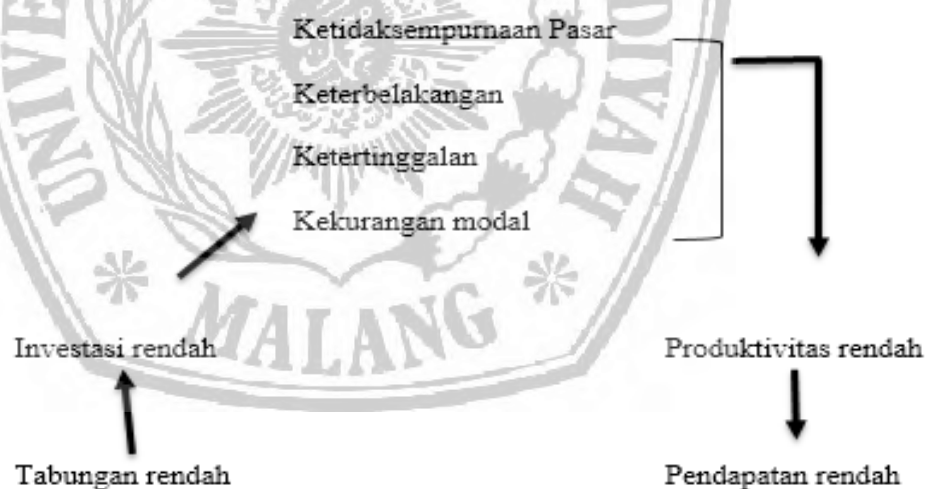 Ketidaksempurnaan Pasar
Keterbelakangan
Ketertinggalan
Kekurangan modal
MALANG
Investasi rendah
Produktivitas rendah
Tabungan rendah
Pendapatan rendah